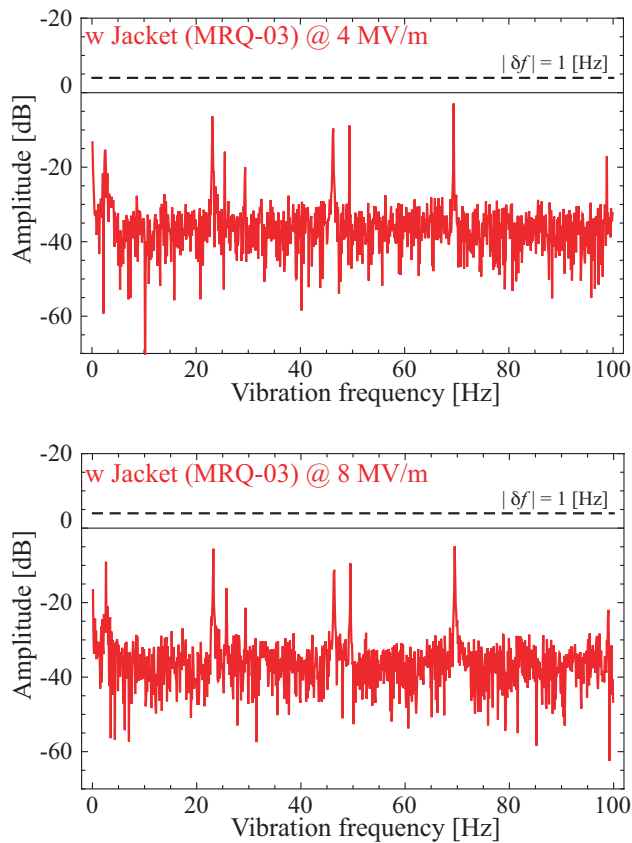 -20
w Jacket (MRQ-03) @ 4 MV/m
| δf | = 1 [Hz]
0
-20
-40
-60
Amplitude [dB]
0 20 40 60 80 100
Vibration frequency [Hz]
-20
w Jacket (MRQ-03) @ 8 MV/m
| δf | = 1 [Hz]
0
-20
-40
-60
Amplitude [dB]
0 20 40 60 80 100
Vibration frequency [Hz]